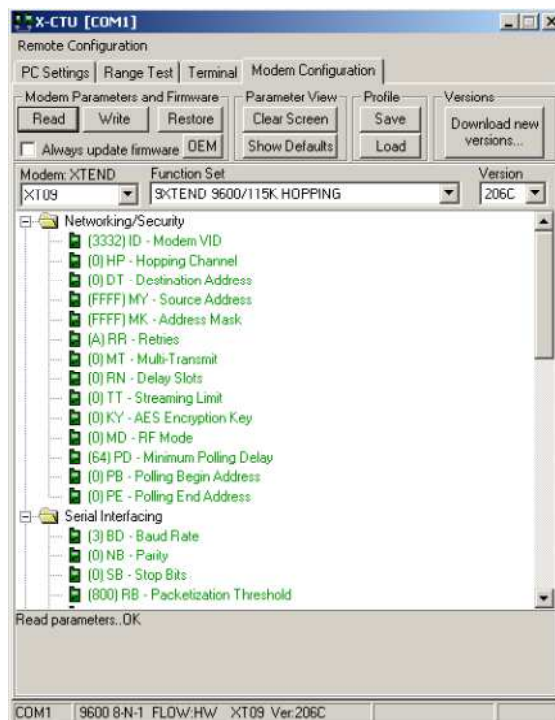 X-CTU [COM1]
Remote Configuration
PC Settings Range Test Terminal Modem Configuration
Modem Parameters and Firmware
Read Write Restore
Always update firmware OEM
Parameter View
Clear Screen
Show Defaults
Profile
Save
Load
Versions
Download new
versions...
Modem: XTEND Function Set Version
XT09 9XTEND 9600/115K HOPPING 206C
Networking/Security
(3332) ID - Modem VID
(0) HP - Hopping Channel
(0) DT - Destination Address
(FFFF) MY - Source Address
(FFFF) MK - Address Mask
(A) RR - Retries
(0) MT - Multi-Transmit
(0) RN - Delay Slots
(0) TT - Streaming Limit
(0) KY - AES Encryption Key
(0) MD - RF Mode
(64) PD - Minimum Polling Delay
(0) PB - Polling Begin Address
(0) PE - Polling End Address
Serial Interfacing
(3) BD - Baud Rate
(0) NB - Parity
(0) SB - Stop Bits
(800) RB - Packetization Threshold
Read parameters..OK
COM1 9600 8-N-1 FLOW:HW XT09 Ver:206C